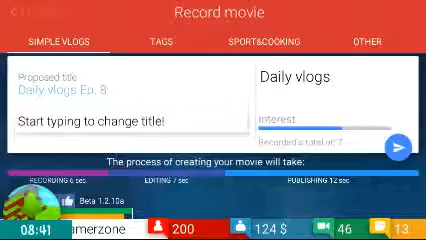 Record movie
SIMPLE VLOGS TAGS SPORT&COOKING OTHER
Proposed title
Daily vlogs Ep. 8
Start typing to change title!
Daily vlogs
Interest
Recorded a total of: 7
The process of creating your movie will take:
RECORDING 6 sec EDITING 7 sec PUBLISHING 12 sec
Beta 1.2.10a
amerzone
08:41 200 124 $ 46 13